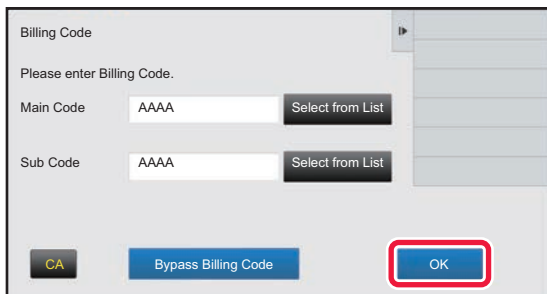 Billing Code
Please enter Billing Code.
Main Code AAAA Select from List
Sub Code AAAA Select from List
CA Bypass Billing Code OK